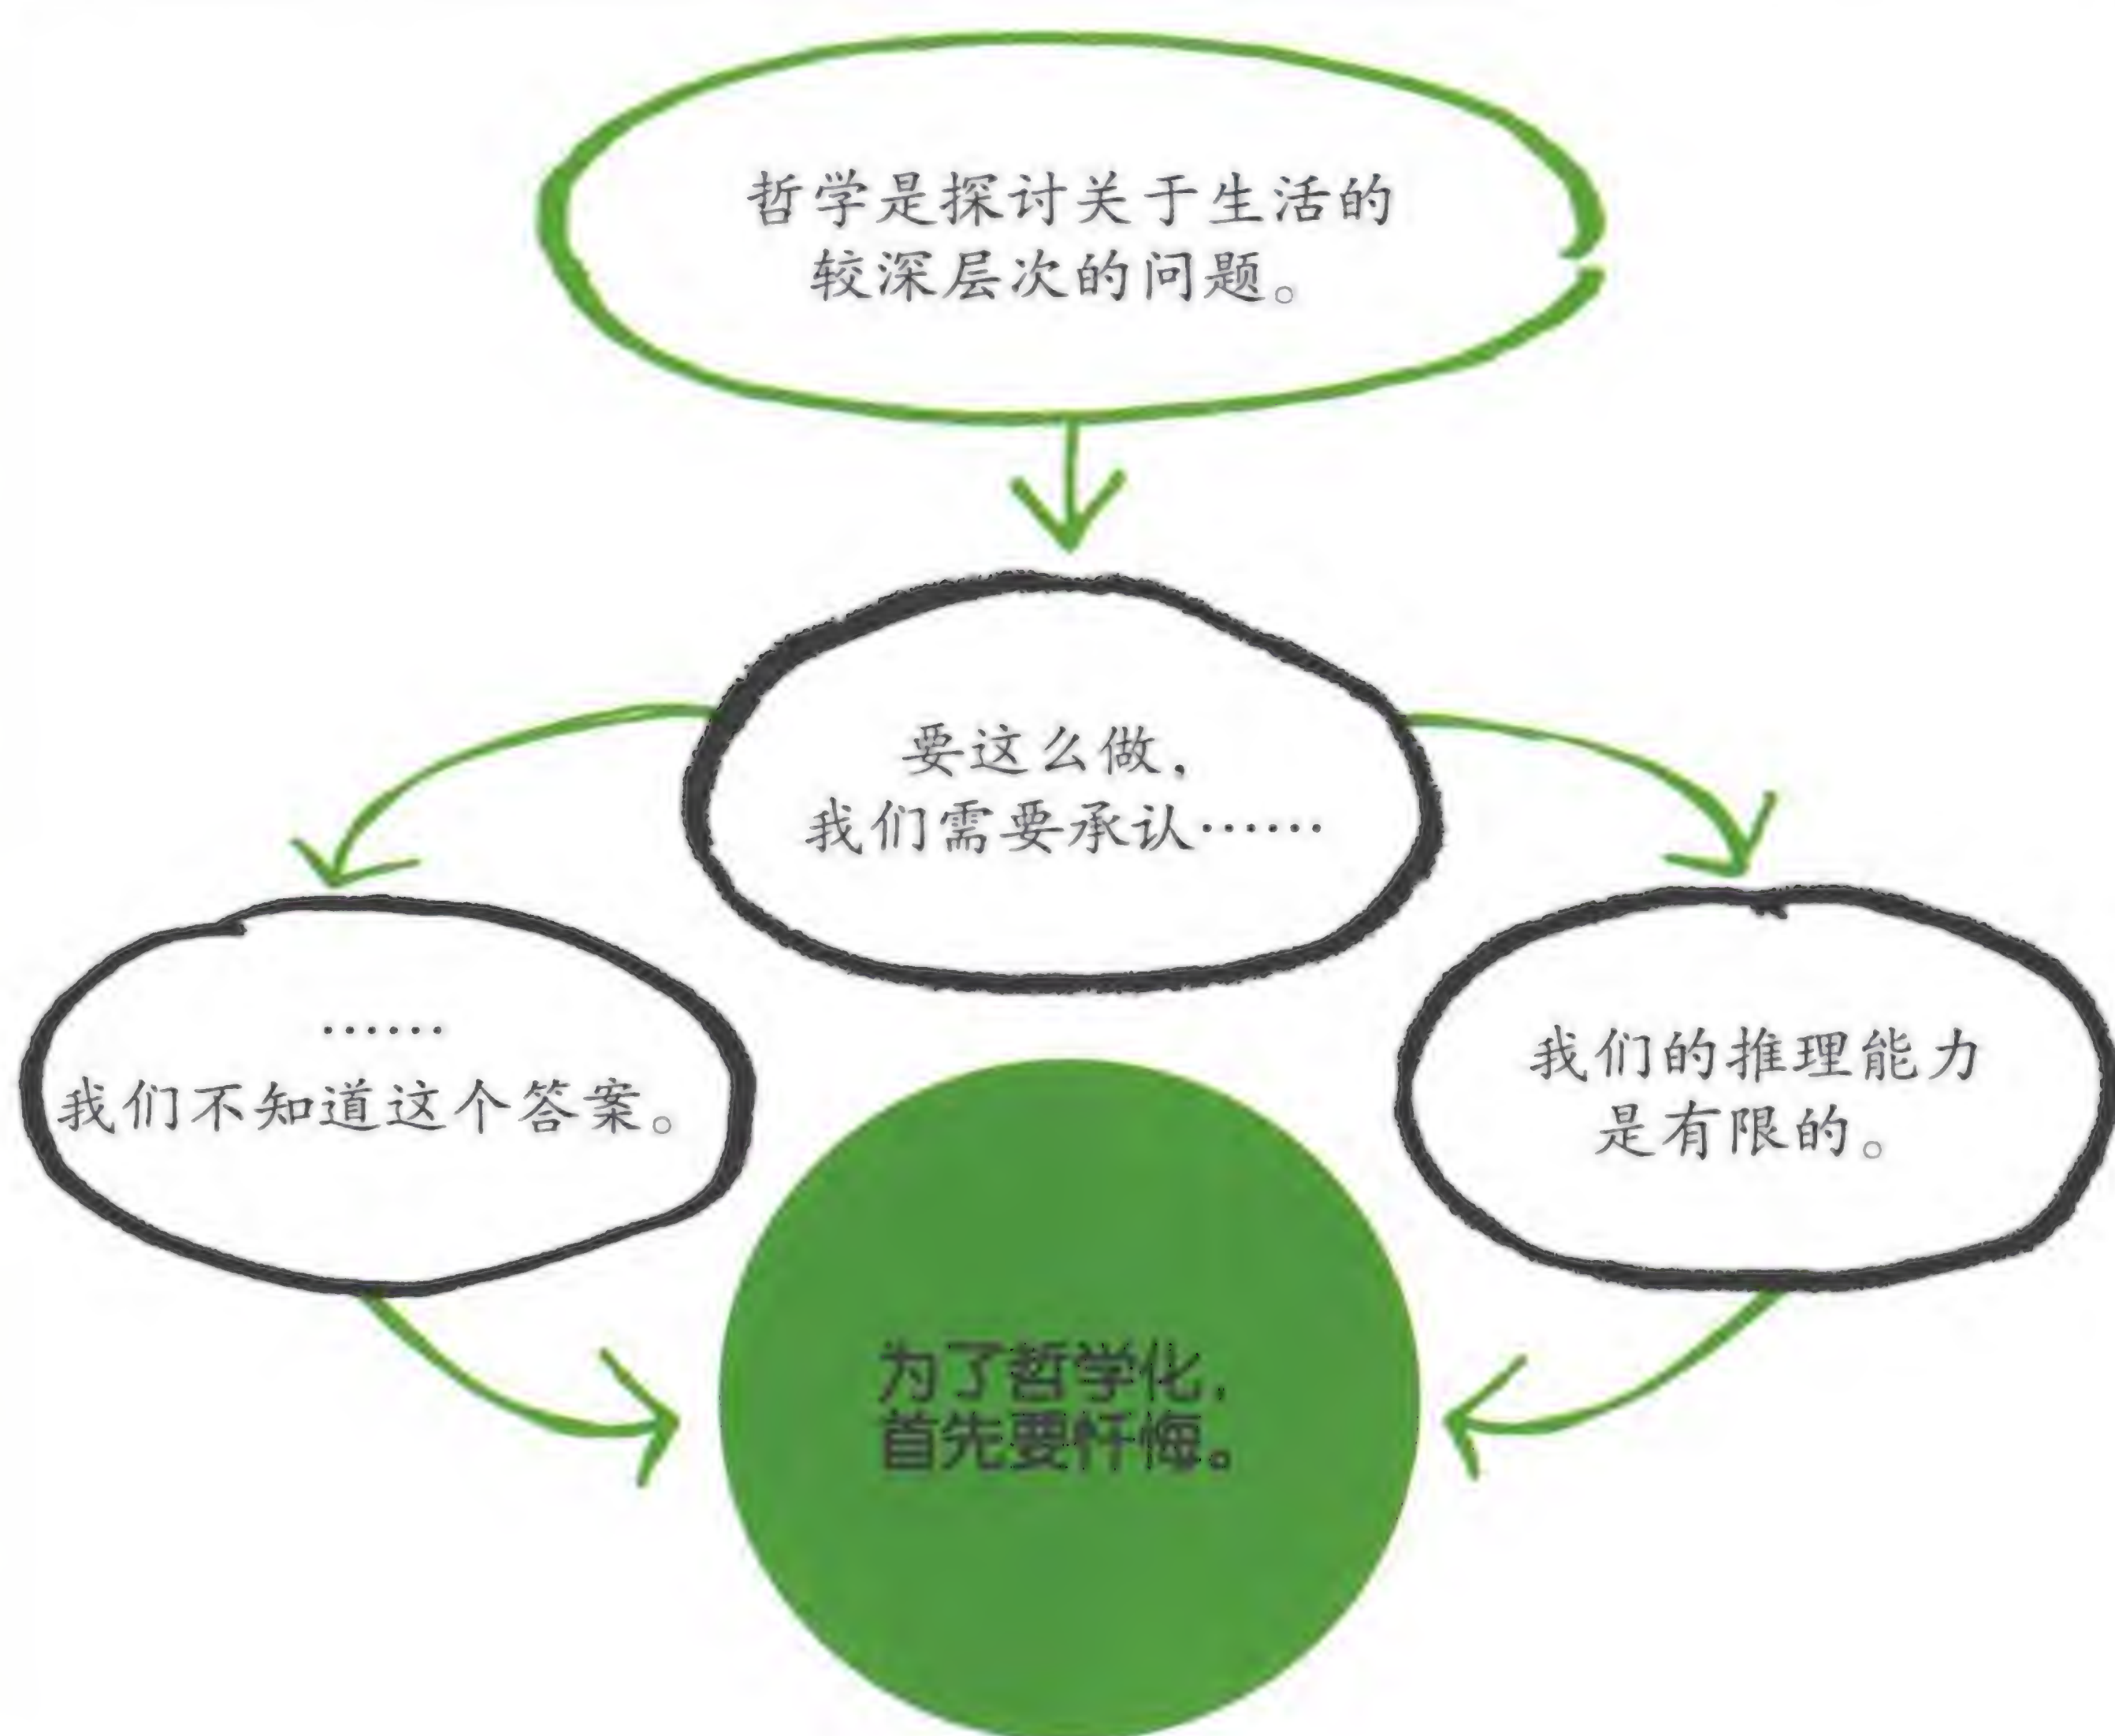 哲学是探讨关于生活的
较深层次的问题。
要这么做，
我们需要承认……
……
我们不知道这个答案。
我们的推理能力
是有限的。
为了哲学化，
首先要忏悔。